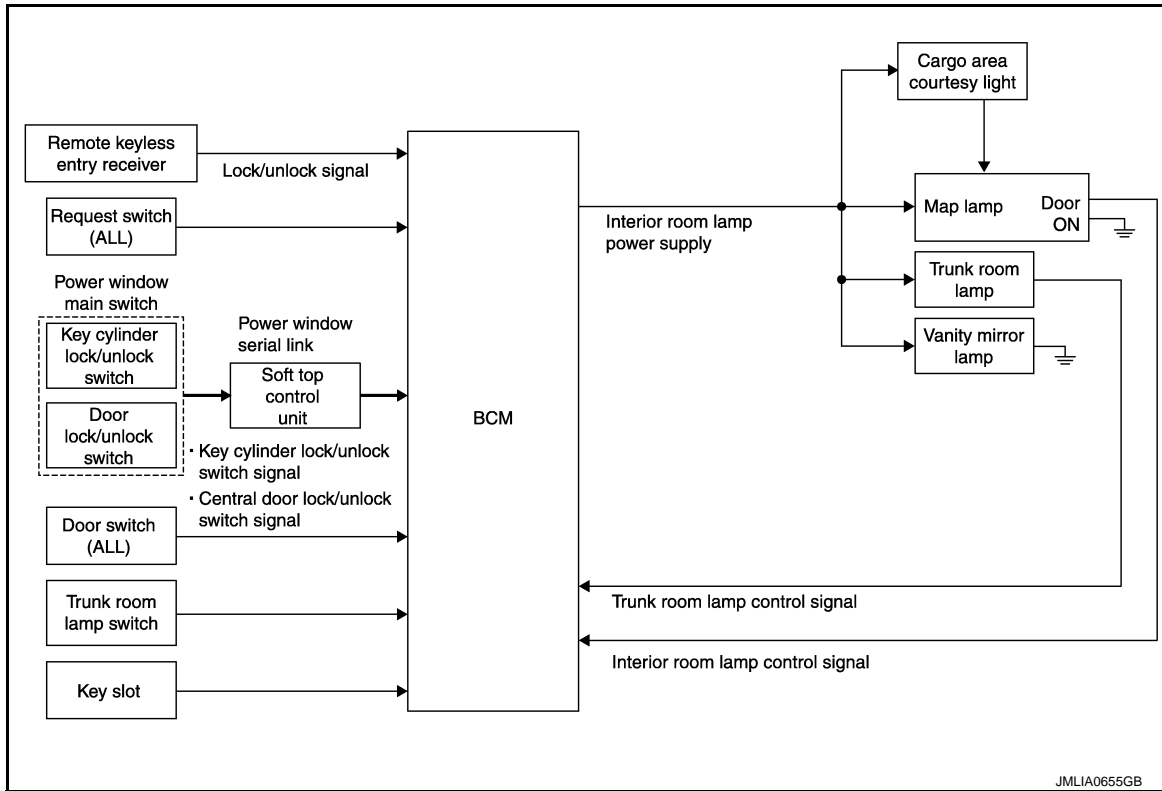 Cargo area
courtesy light
Remote keyless
entry receiver
Lock/unlock signal
Request switch
(ALL)
Power window
main switch
Key cylinder
lock/unlock
switch
Door
lock/unlock
switch
Power window
serial link
Soft top
control
unit
· Key cylinder lock/unlock
switch signal
· Central door lock/unlock
switch signal
Door switch
(ALL)
Trunk room
lamp switch
Key slot
BCM
Interior room lamp
power supply
Map lamp
Door
ON
Trunk room
lamp
Vanity mirror
lamp
Trunk room lamp control signal
Interior room lamp control signal
JMLIA0655GB